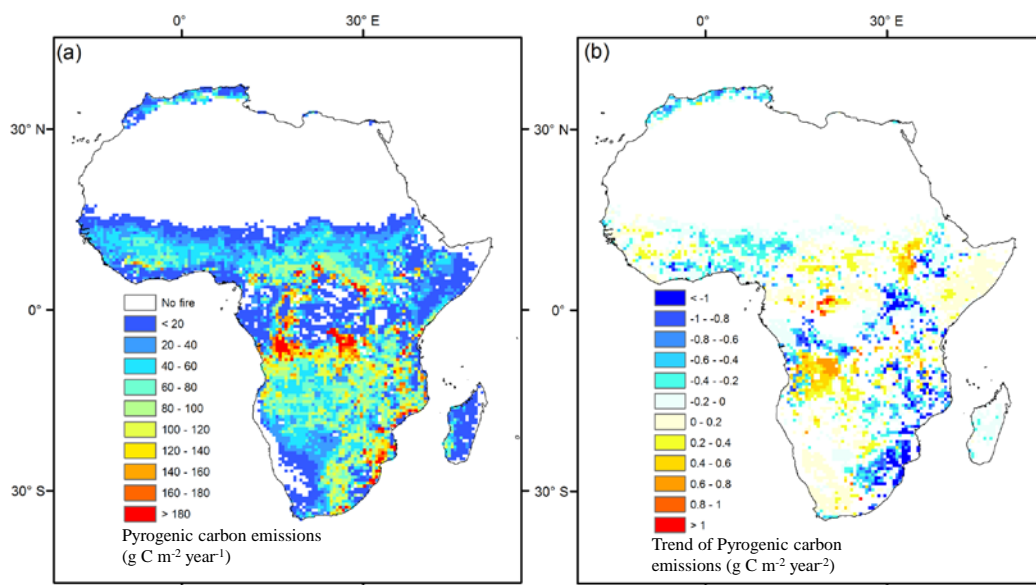 0° 30° E
(a)
30° N
0°
30° S
No fire
< 20
20 - 40
40 - 60
60 - 80
80 - 100
100 - 120
120 - 140
140 - 160
160 - 180
> 180
Pyrogenic carbon emissions
(g C m-2 year-1)
0° 30° E
(b)
30° N
0°
30° S
< -1
-1 - -0.8
-0.8 - -0.6
-0.6 - -0.4
-0.4 - -0.2
-0.2 - 0
0 - 0.2
0.2 - 0.4
0.4 - 0.6
0.6 - 0.8
0.8 - 1
> 1
Trend of Pyrogenic carbon
emissions (g C m-2 year-2)